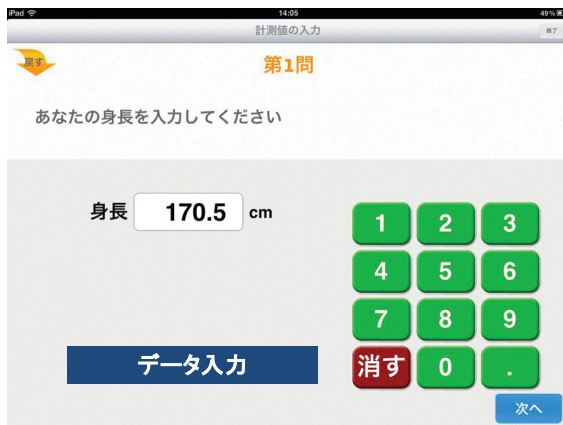 iPad 14:05 49%
計測値の入力 終了
戻す 第1問
あなたの身長を入力してください
身長 170.5 cm
1 2 3
4 5 6
7 8 9
データ入力 消す 0 .
次へ